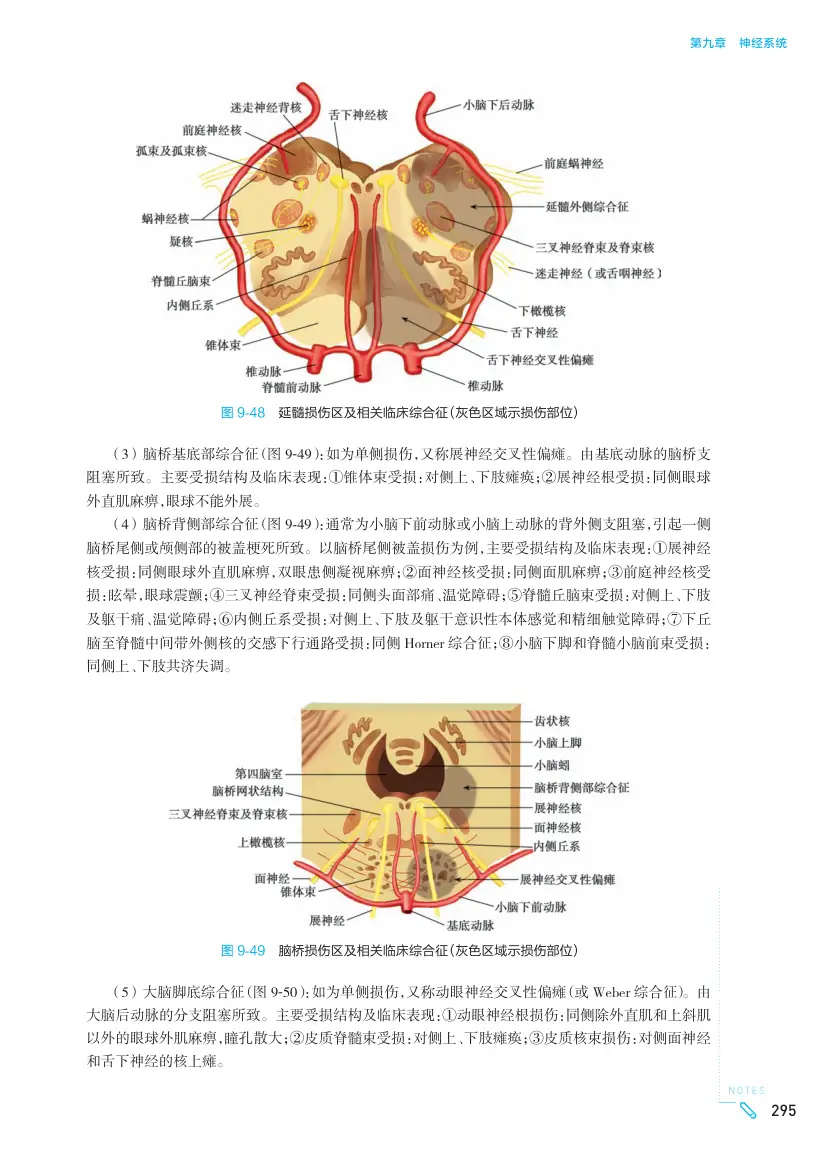 第九章 神经系统
迷走神经背核
舌下神经核
小脑下后动脉
前庭神经核
孤束及孤束核
前庭蜗神经
延髓外侧综合征
蜗神经核
疑核
三叉神经脊束及脊束核
迷走神经（或舌咽神经）
脊髓丘脑束
内侧丘系
下橄榄核
舌下神经
锥体束
舌下神经交叉性偏瘫
椎动脉
脊髓前动脉
椎动脉
图 9-48 延髓损伤区及相关临床综合征（灰色区域示损伤部位）
（3）脑桥基底部综合征（图 9-49）：如为单侧损伤，又称展神经交叉性偏瘫。由基底动脉的脑桥支
阻塞所致。主要受损结构及临床表现：①锥体束受损：对侧上、下肢瘫痪；②展神经根受损：同侧眼球
外直肌麻痹，眼球不能外展。
（4）脑桥背侧部综合征（图 9-49）：通常为小脑下前动脉或小脑上动脉的背外侧支阻塞，引起一侧
脑桥尾侧或颅侧部的被盖梗死所致。以脑桥尾侧被盖损伤为例，主要受损结构及临床表现：①展神经
核受损：同侧眼球外直肌麻痹，双眼患侧凝视麻痹；②面神经核受损：同侧面肌麻痹；③前庭神经核受
损：眩晕，眼球震颤；④三叉神经脊束受损：同侧头面部痛、温觉障碍；⑤脊髓丘脑束受损：对侧上、下肢
及躯干痛、温觉障碍；⑥内侧丘系受损：对侧上、下肢及躯干意识性本体感觉和精细触觉障碍；⑦下丘
脑至脊髓中间带外侧核的交感下行通路受损：同侧 Horner 综合征；⑧小脑下脚和脊髓小脑前束受损：
同侧上、下肢共济失调。
齿状核
小脑上脚
小脑蚓
第四脑室
脑桥网状结构
脑桥背侧部综合征
三叉神经脊束及脊束核
展神经核
面神经核
上橄榄核
内侧丘系
面神经
展神经交叉性偏瘫
锥体束
小脑下前动脉
展神经
基底动脉
图 9-49 脑桥损伤区及相关临床综合征（灰色区域示损伤部位）
（5）大脑脚底综合征（图 9-50）：如为单侧损伤，又称动眼神经交叉性偏瘫（或 Weber 综合征）。由
大脑后动脉的分支阻塞所致。主要受损结构及临床表现：①动眼神经根损伤：同侧除外直肌和上斜肌
以外的眼球外肌麻痹，瞳孔散大；②皮质脊髓束受损：对侧上、下肢瘫痪；③皮质核束损伤：对侧面神经
和舌下神经的核上瘫。
NOTES
295